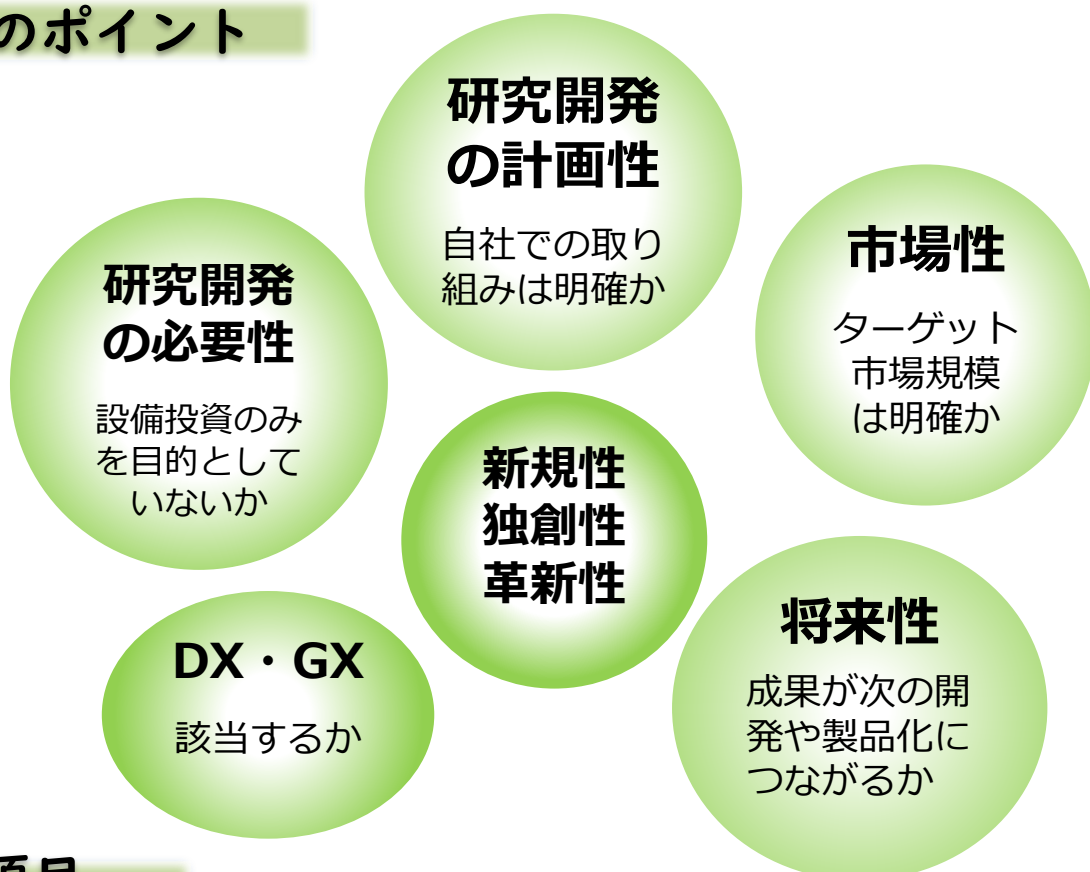 のポイント
研究開発
の計画性
自社での取り
組みは明確か
市場性
ターゲット
市場規模
は明確か
研究開発
の必要性
設備投資のみ
を目的として
いないか
新規性
独創性
革新性
DX・GX
該当するか
将来性
成果が次の開
発や製品化に
つながるか
項目